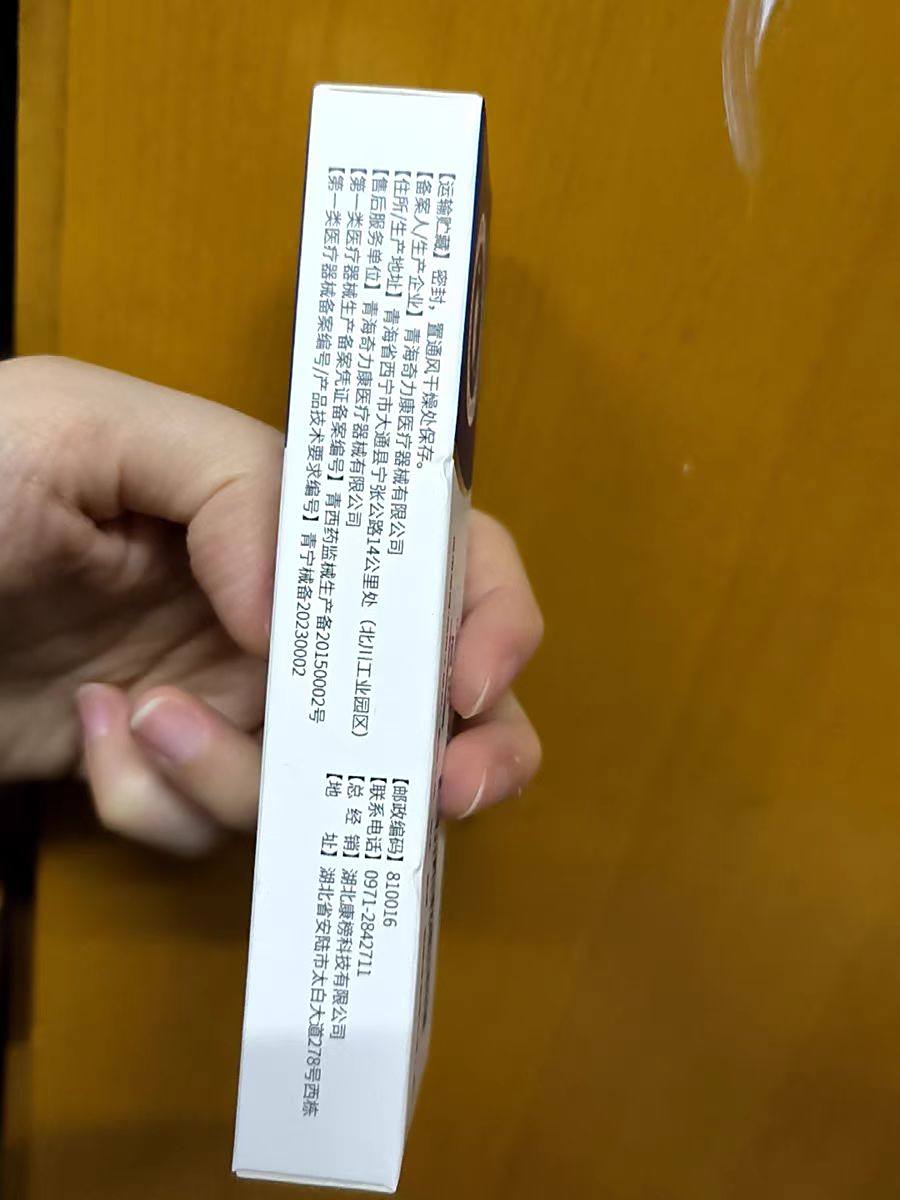 【运输贮藏】密封，置通风干燥处保存。
【备案人/生产企业】青海奇力康医疗器械有限公司
【住所/生产地址】青海省西宁市大通县宁张公路14公里处（北川工业园区）
【售后服务单位】青海奇力康医疗器械有限公司
【第一类医疗器械生产备案凭证备案编号】青西药监械生产备20150002号
【第一类医疗器械备案编号/产品技术要求编号】青宁械备20230002
【邮政编码】810016
【联系电话】0971-2842711
【总 经 销】湖北康榜科技有限公司
【地 址】湖北省安陆市太白大道278号西栋